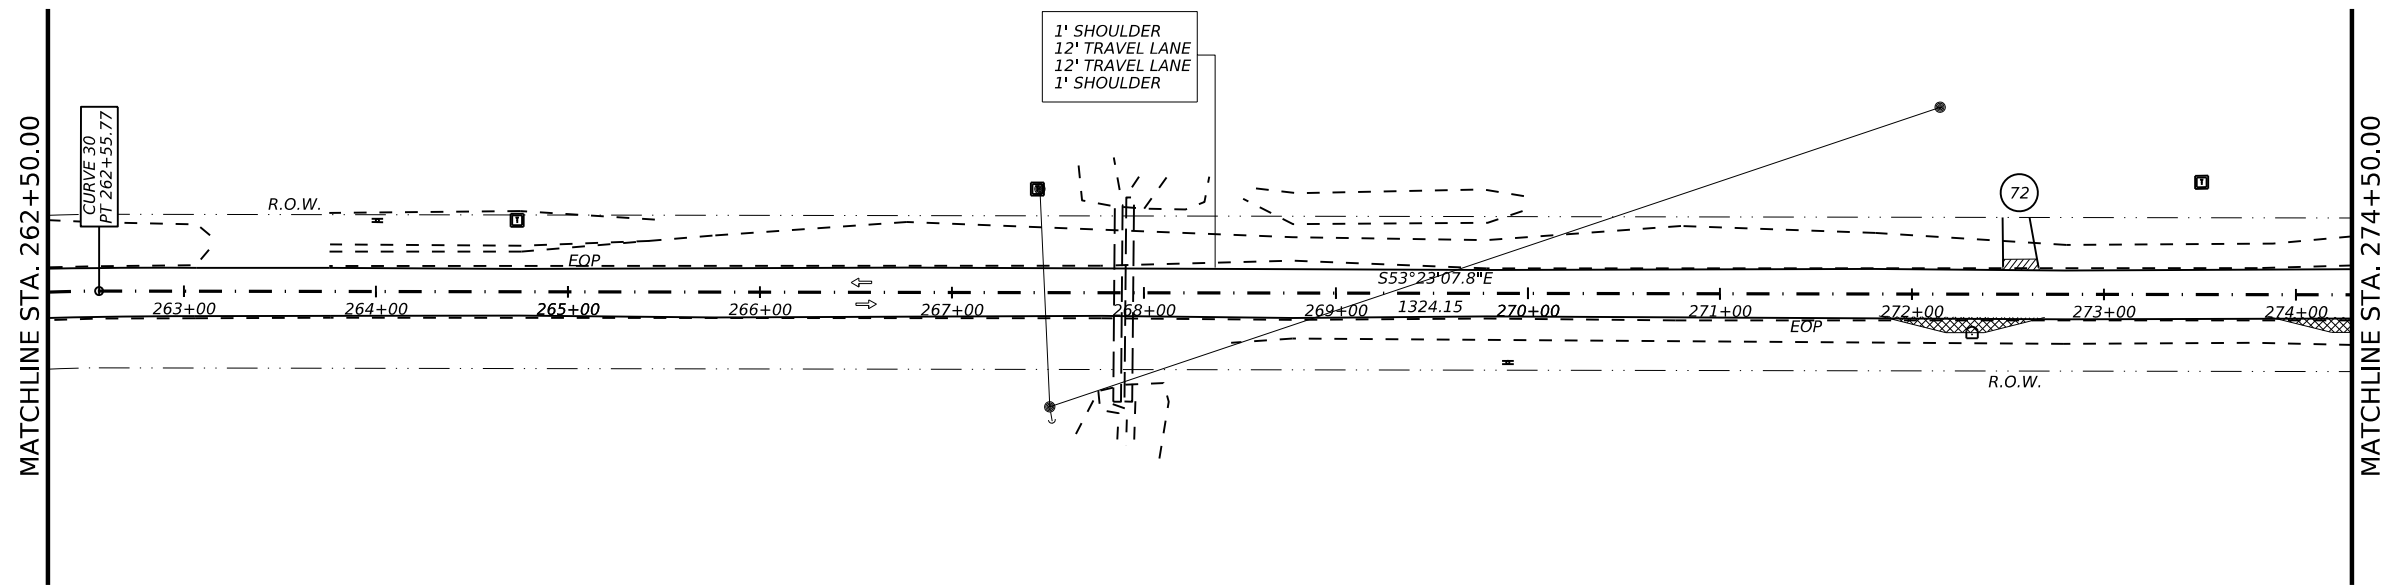 1' SHOULDER
12' TRAVEL LANE
12' TRAVEL LANE
1' SHOULDER
MATCHLINE STA. 262+50.00
CURVE 30
PT 262+55.77
R.O.W.
72
T
T
EOP
S53°23'07.8"E
1324.15
263+00
264+00
265+00
266+00
267+00
268+00
269+00
270+00
271+00
272+00
273+00
274+00
EOP
R.O.W.
MATCHLINE STA. 274+50.00